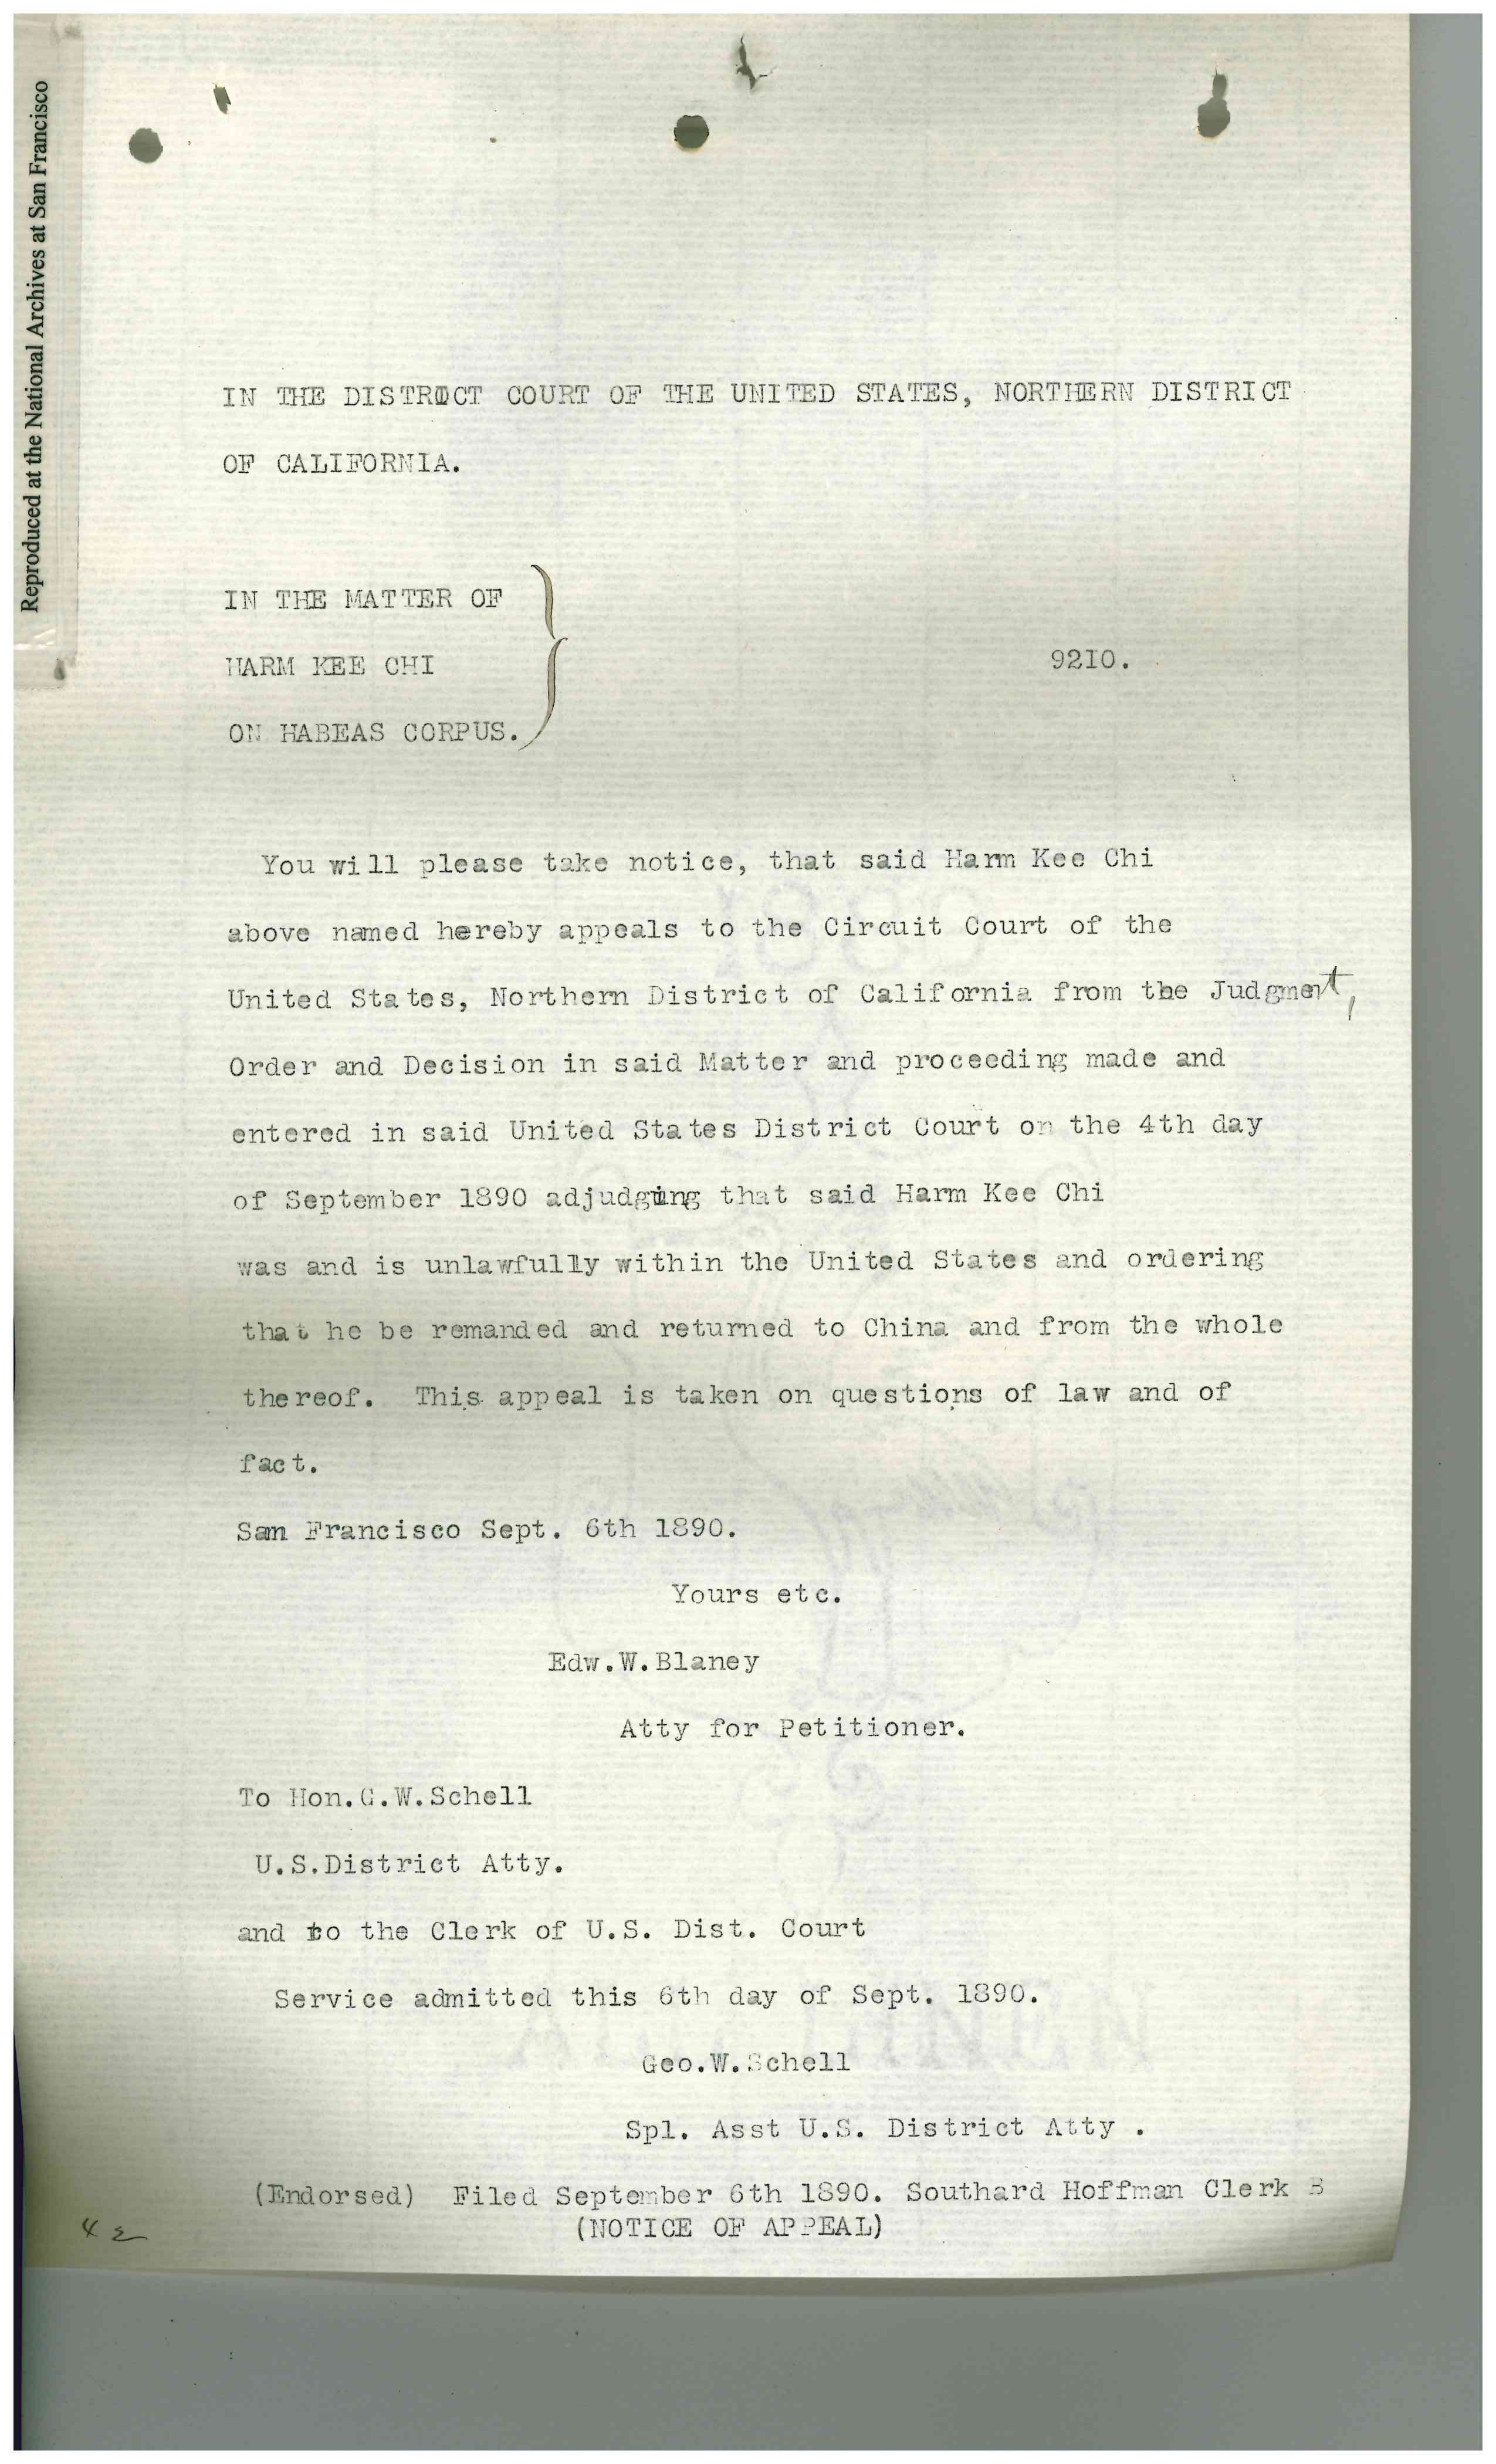 Reproduced at the National Archives at San Francisco
IN THE DISTRICT COURT OF THE UNITED STATES, NORTHERN DISTRICT
OF CALIFORNIA.
IN THE MATTER OF
HARM KEE CHI
9210.
ON HABEAS CORPUS.
You will please take notice, that said Harm Kee Chi
above named hereby appeals to the Circuit Court of the
United States, Northern District of California from the Judgment,
Order and Decision in said Matter and proceeding made and
entered in said United States District Court on the 4th day
of September 1890 adjudging that said Harm Kee Chi
was and is unlawfully within the United States and ordering
that he be remanded and returned to China and from the whole
thereof. This appeal is taken on questions of law and of
fact.
San Francisco Sept. 6th 1890.
Yours etc.
Edw.W.Blaney
Atty for Petitioner.
To Hon.G.W.Schell
U.S.District Atty.
and to the Clerk of U.S. Dist. Court
Service admitted this 6th day of Sept. 1890.
Geo.W.Schell
Spl. Asst U.S. District Atty .
(Endorsed) Filed September 6th 1890. Southard Hoffman Clerk B
(NOTICE OF APPEAL)